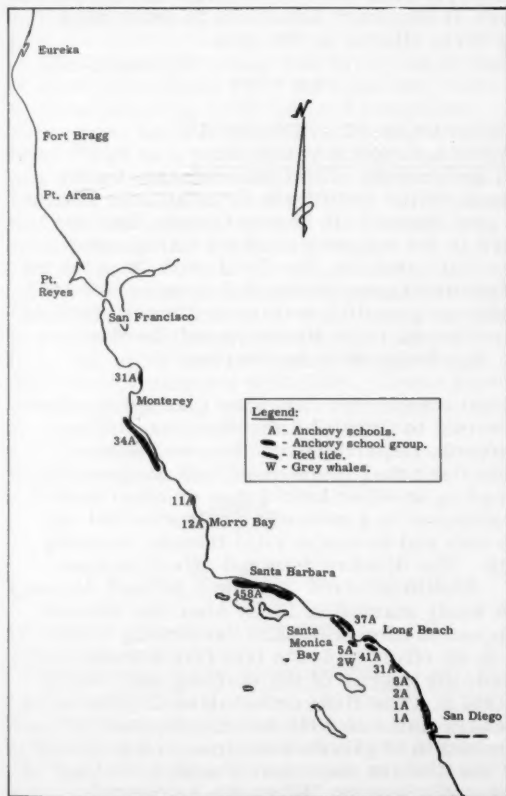 Eureka
Fort Bragg
N
Pt. Arena
Pt.
Reyes
San Francisco
31A
Monterey
Legend:
A - Anchovy schools.
- Anchovy school group.
- Red tide.
W - Grey whales.
34A
11A
12A
Morro Bay
Santa Barbara
458A
37A
Santa
Monica
Bay
Long Beach
5A
2W
41A
31A
8A
2A
1A
1A
San Diego